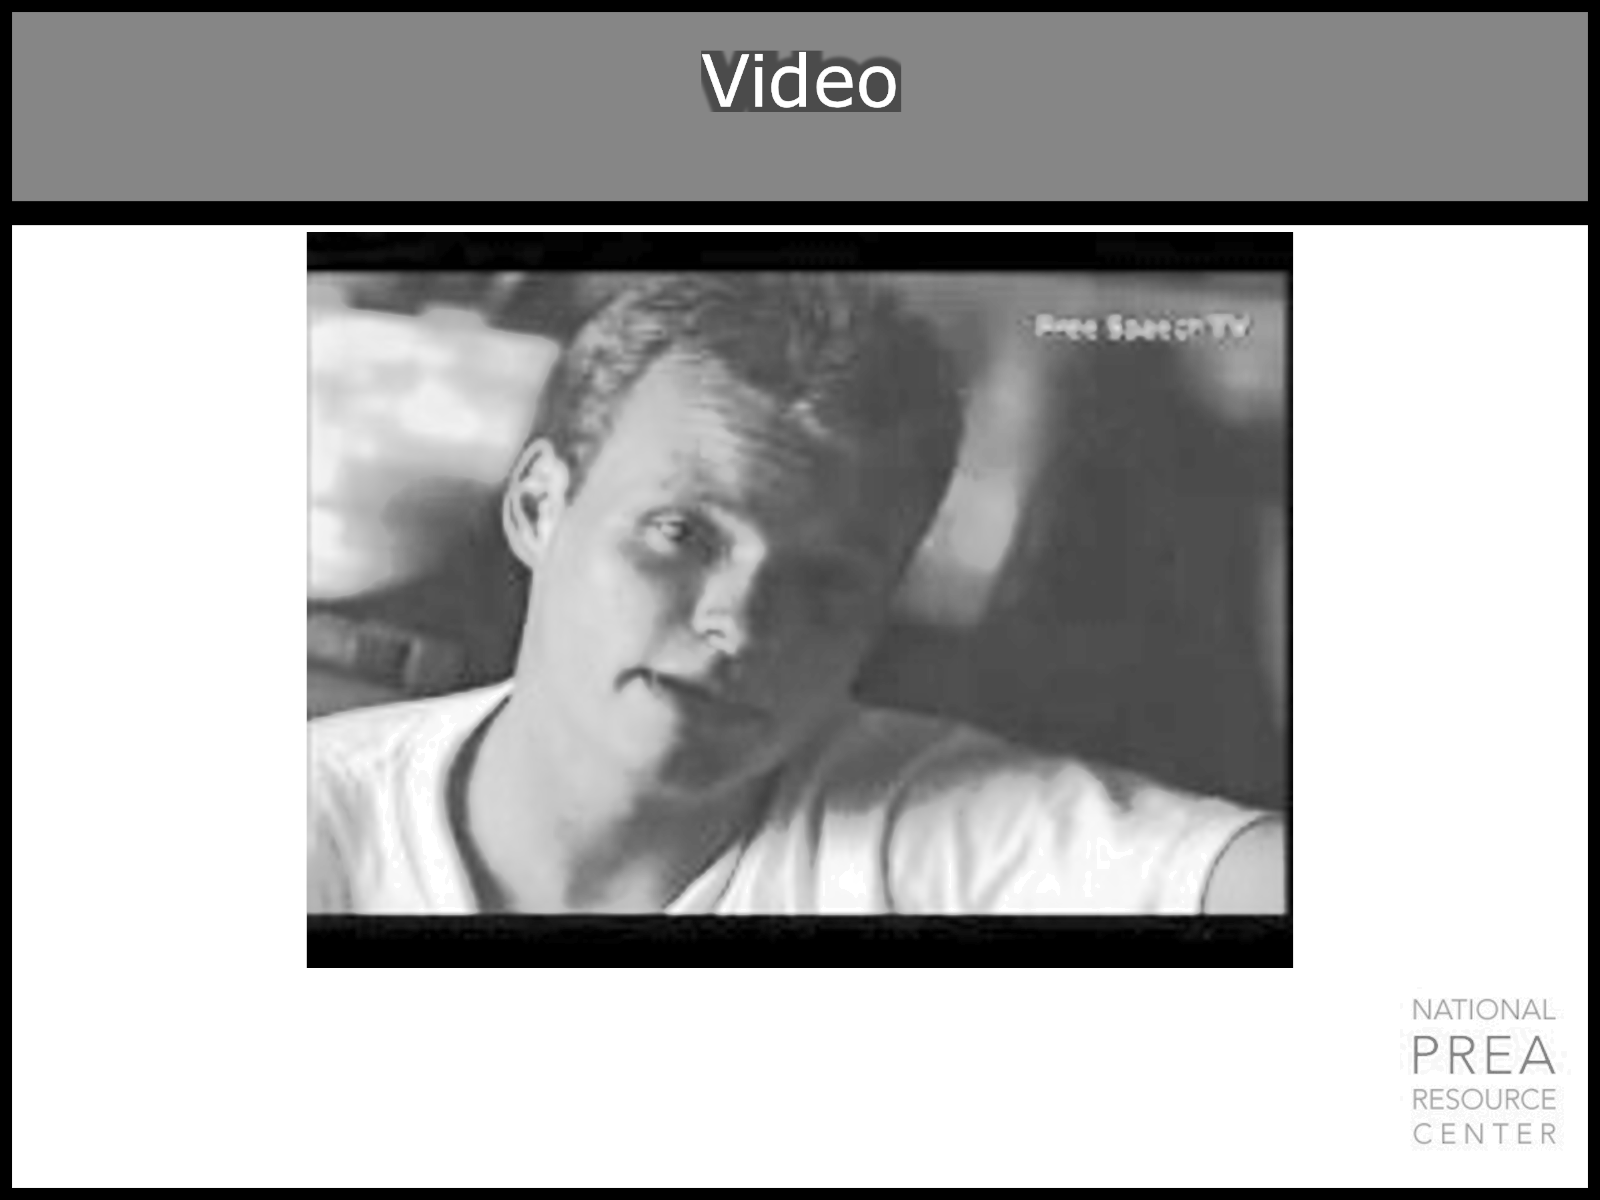 Video
Free Speech TV
NATIONAL
PREA
RESOURCE
CENTER